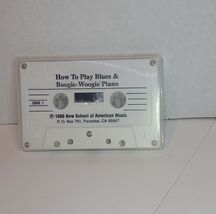 How To Play Blues &
Boogie-Woogie Piano
SIDE 1
℗ 1986 New School of American Music
P.O. Box 751, Paradise, CA 95967